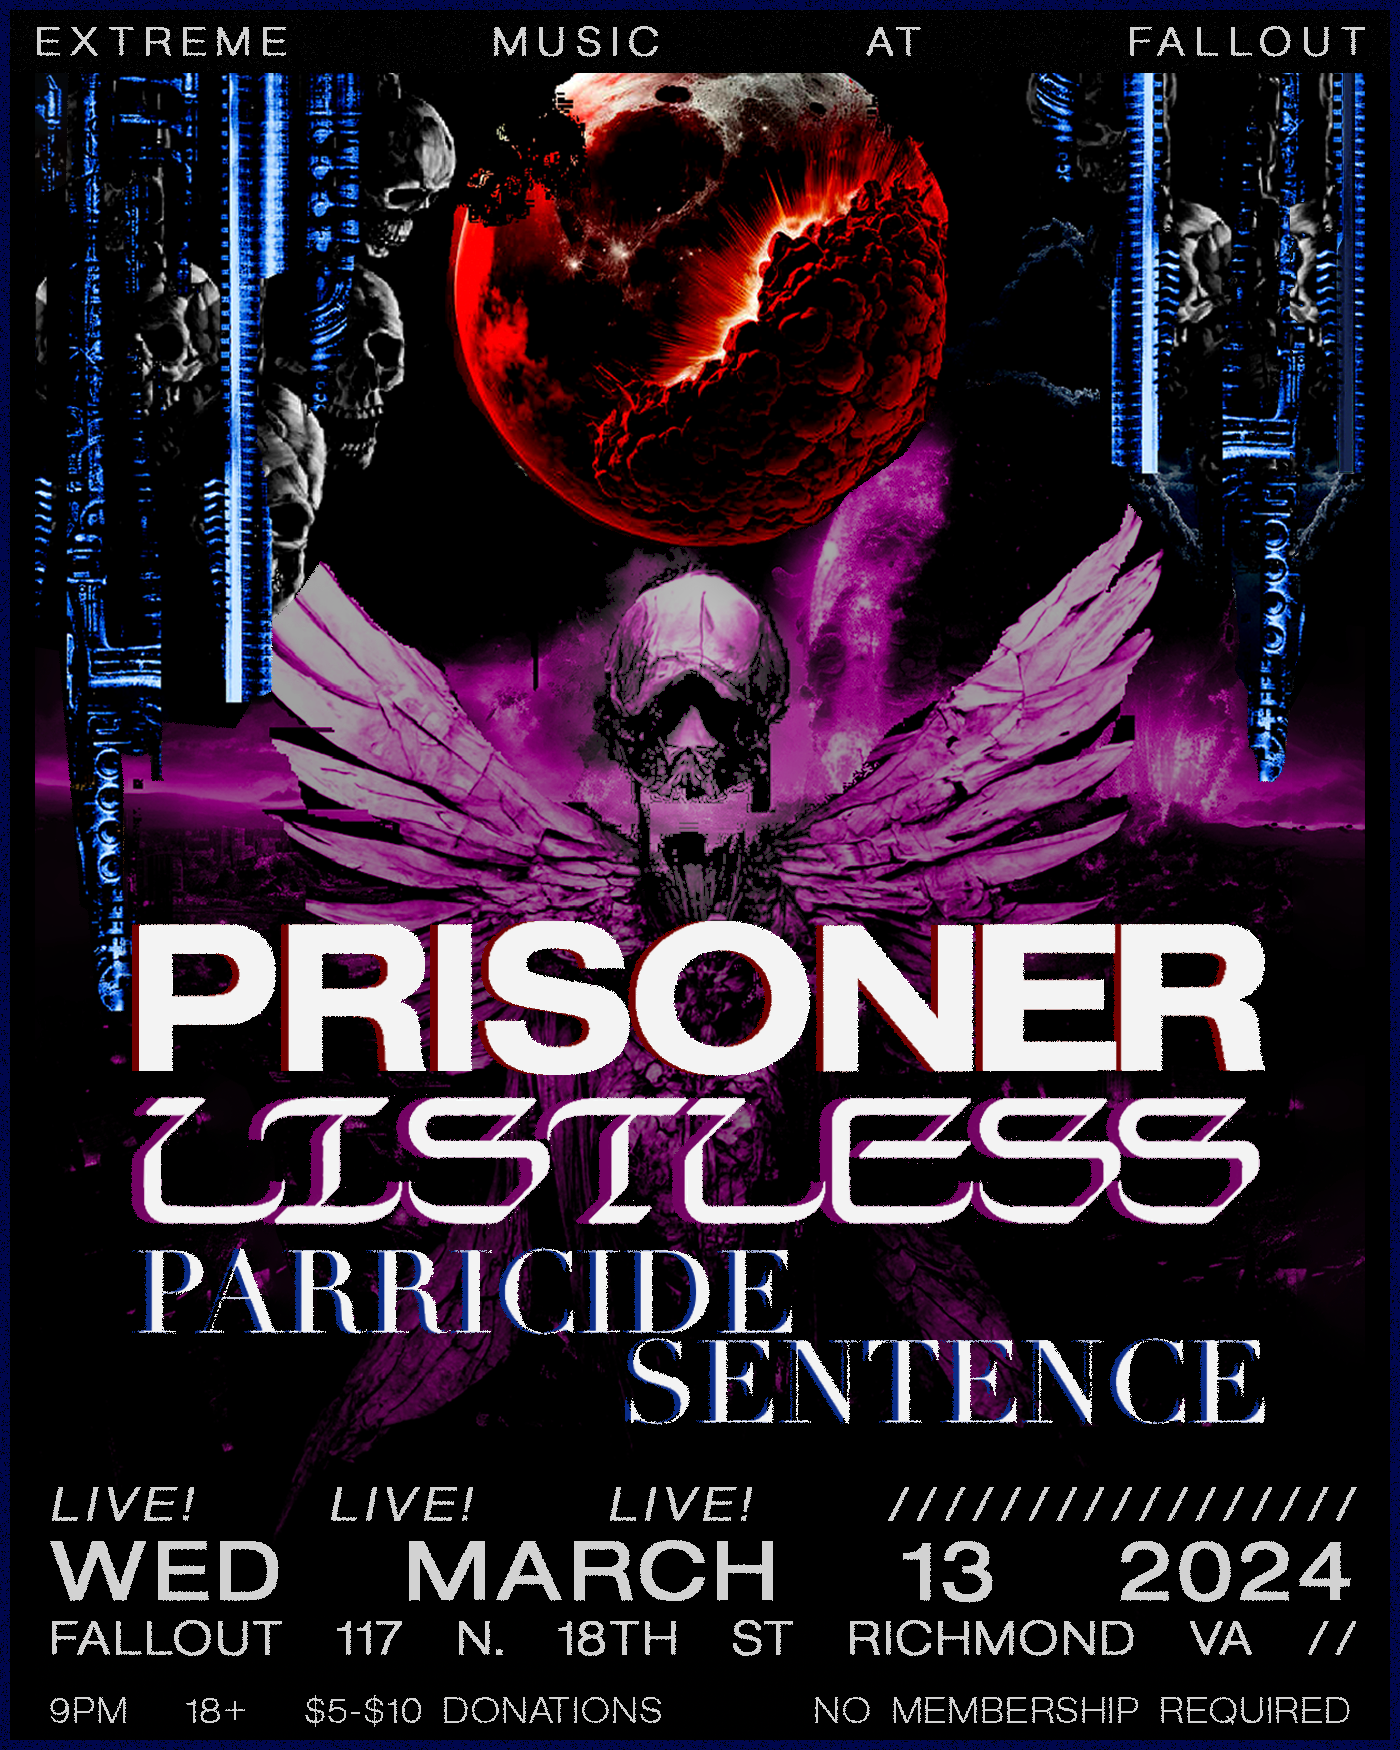 EXTREME MUSIC AT FALLOUT
PRISONER
LISTLESS
PARRICIDE
SENTENCE
LIVE! LIVE! LIVE! /////////////////
WED MARCH 13 2024
FALLOUT 117 N. 18TH ST RICHMOND VA //
9PM 18+ $5-$10 DONATIONS NO MEMBERSHIP REQUIRED